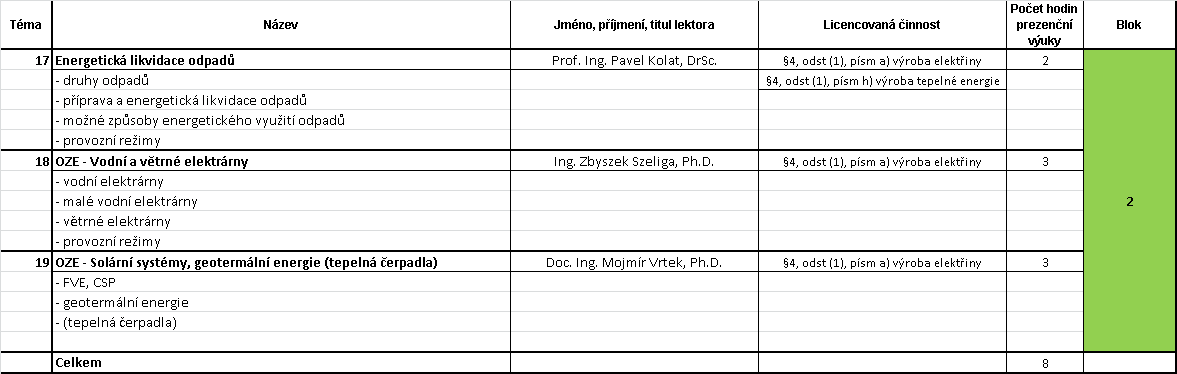 Téma Název Jméno, příjmení, titul lektora Licencovaná činnost Počet hodin prezenční výuky Blok
17 Energetická likvidace odpadů Prof. Ing. Pavel Kolat, DrSc. §4, odst (1), písm a) výroba elektřiny 2
- druhy odpadů §4, odst (1), písm h) výroba tepelné energie
- příprava a energetická likvidace odpadů
- možné způsoby energetického využití odpadů
- provozní režimy
18 OZE - Vodní a větrné elektrárny Ing. Zbyszek Szeliga, Ph.D. §4, odst (1), písm a) výroba elektřiny 3
- vodní elektrárny
- malé vodní elektrárny 2
- větrné elektrárny
- provozní režimy
19 OZE - Solární systémy, geotermální energie (tepelná čerpadla) Doc. Ing. Mojmír Vrtek, Ph.D. §4, odst (1), písm a) výroba elektřiny 3
- FVE, CSP
- geotermální energie
- (tepelná čerpadla)
Celkem 8